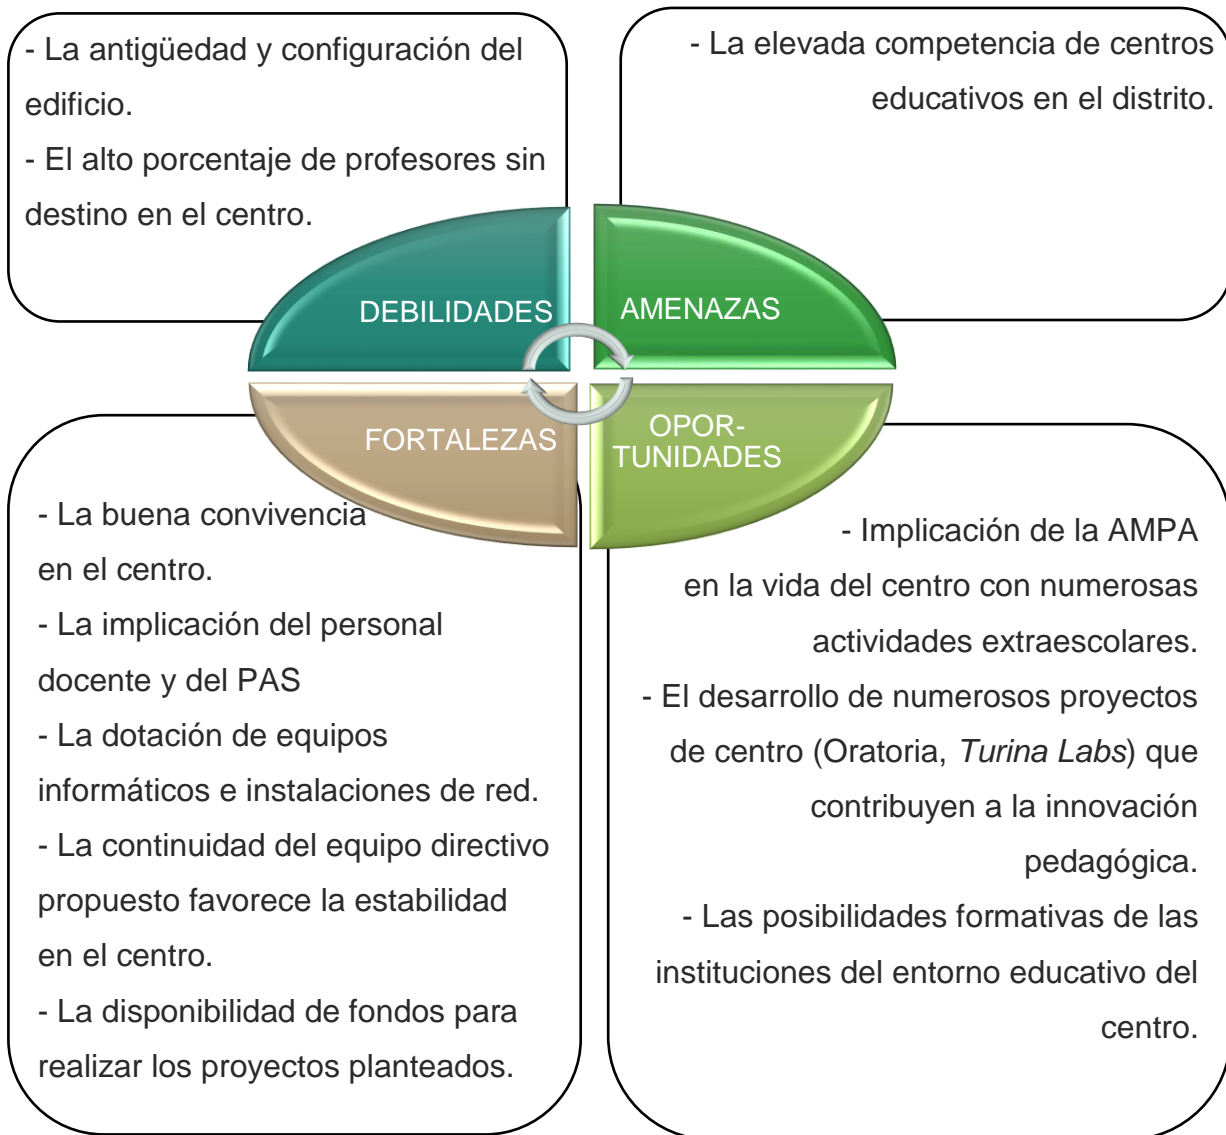 - La antigüedad y configuración del
edificio.
- El alto porcentaje de profesores sin
destino en el centro.
- La elevada competencia de centros
educativos en el distrito.
DEBILIDADES
AMENAZAS
FORTALEZAS
OPOR-
TUNIDADES
- La buena convivencia
en el centro.
- La implicación del personal
docente y del PAS
- La dotación de equipos
informáticos e instalaciones de red.
- La continuidad del equipo directivo
propuesto favorece la estabilidad
en el centro.
- La disponibilidad de fondos para
realizar los proyectos planteados.
- Implicación de la AMPA
en la vida del centro con numerosas
actividades extraescolares.
- El desarrollo de numerosos proyectos
de centro (Oratoria, Turina Labs) que
contribuyen a la innovación
pedagógica.
- Las posibilidades formativas de las
instituciones del entorno educativo del
centro.